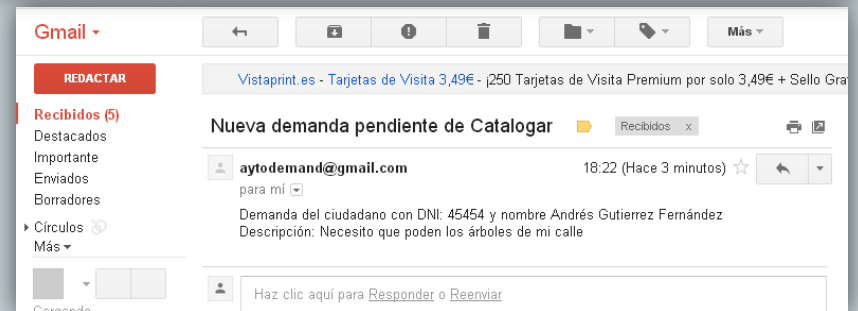 Gmail
Más
REDACTAR
Vistaprint.es - Tarjetas de Visita 3,49€ - ¡250 Tarjetas de Visita Premium por solo 3,49€ + Sello Gra
Recibidos (5)
Destacados
Importante
Enviados
Borradores
Círculos
Más
Nueva demanda pendiente de Catalogar
Recibidos x
aytodemand@gmail.com
18:22 (Hace 3 minutos)
para mí
Demanda del ciudadano con DNI: 45454 y nombre Andrés Gutierrez Fernández
Descripción: Necesito que poden los árboles de mi calle
Haz clic aquí para Responder o Reenviar